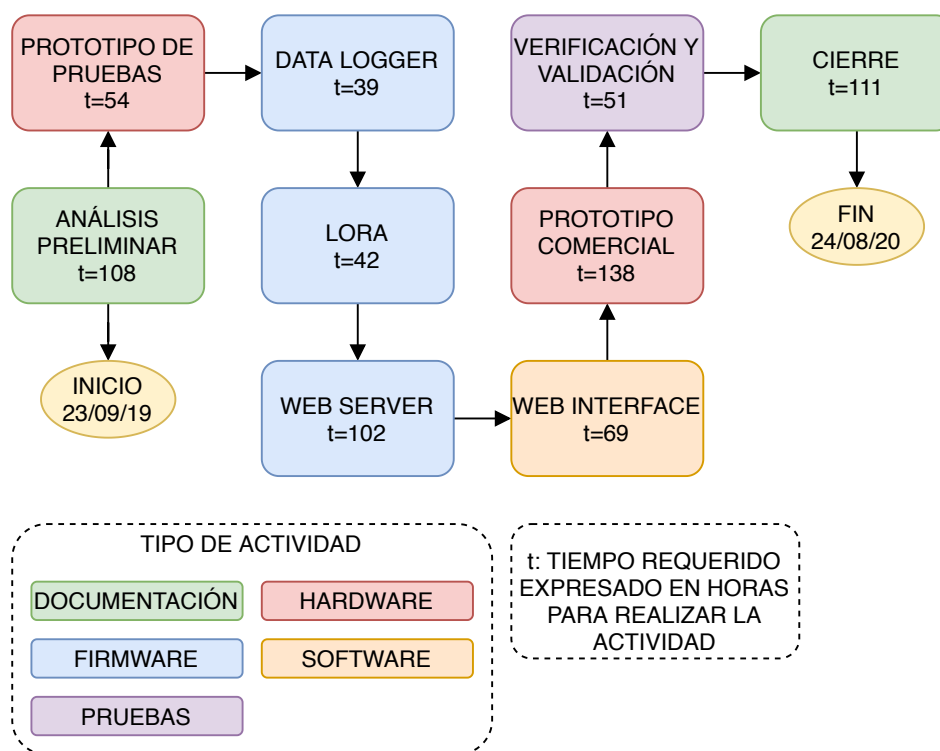 PROTOTIPO DE
PRUEBAS
t=54
DATA LOGGER
t=39
VERIFICACIÓN Y
VALIDACIÓN
t=51
CIERRE
t=111
ANÁLISIS
PRELIMINAR
t=108
LORA
t=42
PROTOTIPO
COMERCIAL
t=138
FIN
24/08/20
INICIO
23/09/19
WEB SERVER
t=102
WEB INTERFACE
t=69
TIPO DE ACTIVIDAD
DOCUMENTACIÓN
HARDWARE
FIRMWARE
SOFTWARE
PRUEBAS
t: TIEMPO REQUERIDO
EXPRESADO EN HORAS
PARA REALIZAR LA
ACTIVIDAD